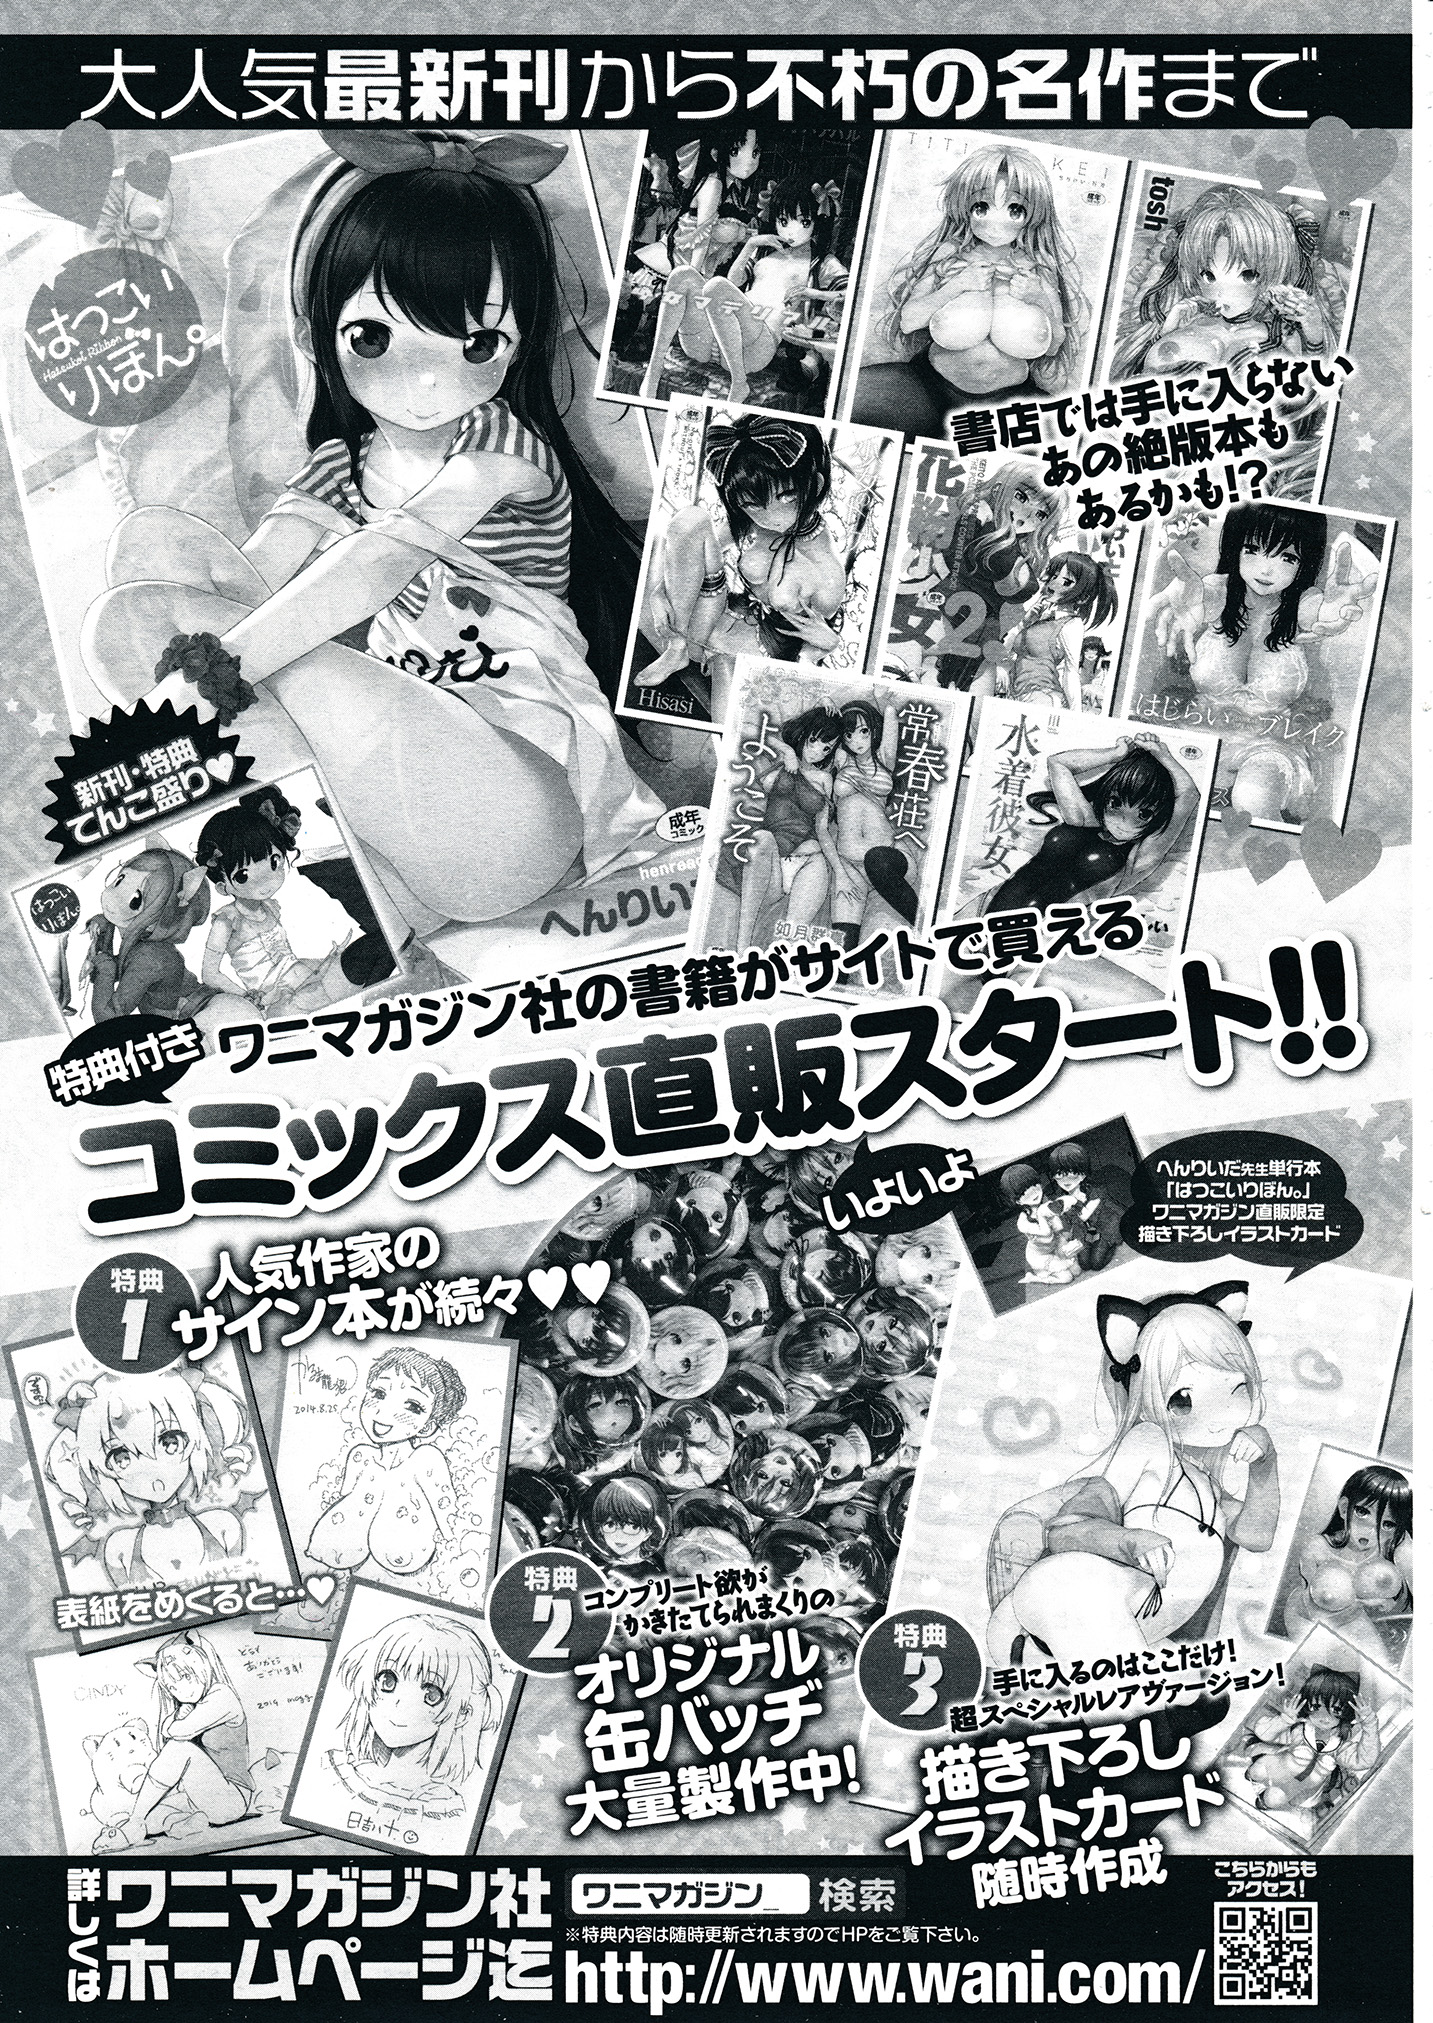 大人気最新刊から不朽の名作まで
はつこい
Hatsukoi Ribbon
りぼん。
TITI KEI
tosh
書店では手に入らない
あの絶版本も
あるかも!?
Hisasi
2
はじらいブレイク
常春荘へ
ようこそ
如月群真
水着彼女
新刊・特典
てんこ盛り♥
成年
コミック
へんりいだ
はつこい
りぼん。
特典付き
ワニマガジン社の書籍がサイトで買える
コミックス直販スタート!!
いよいよ
へんりいだ先生単行本
「はつこいりぼん。」
ワニマガジン直販限定
描き下ろしイラストカード
特典
1
人気作家の
サイン本が続々♥♥
2014.8.25
表紙をめくると…♥
CINDY
ありがとう
ございます!
2014
特典
2
コンプリート欲が
かきたてられまくりの
オリジナル
缶バッヂ
大量製作中!
特典
3
手に入るのはここだけ!
超スペシャルレアヴァージョン!
描き下ろし
イラストカード
随時作成
詳しくは
ワニマガジン社
ホームページ迄
ワニマガジン_ 検索
※特典内容は随時更新されますのでHPをご覧下さい。
http://www.wani.com/
こちらからも
アクセス!